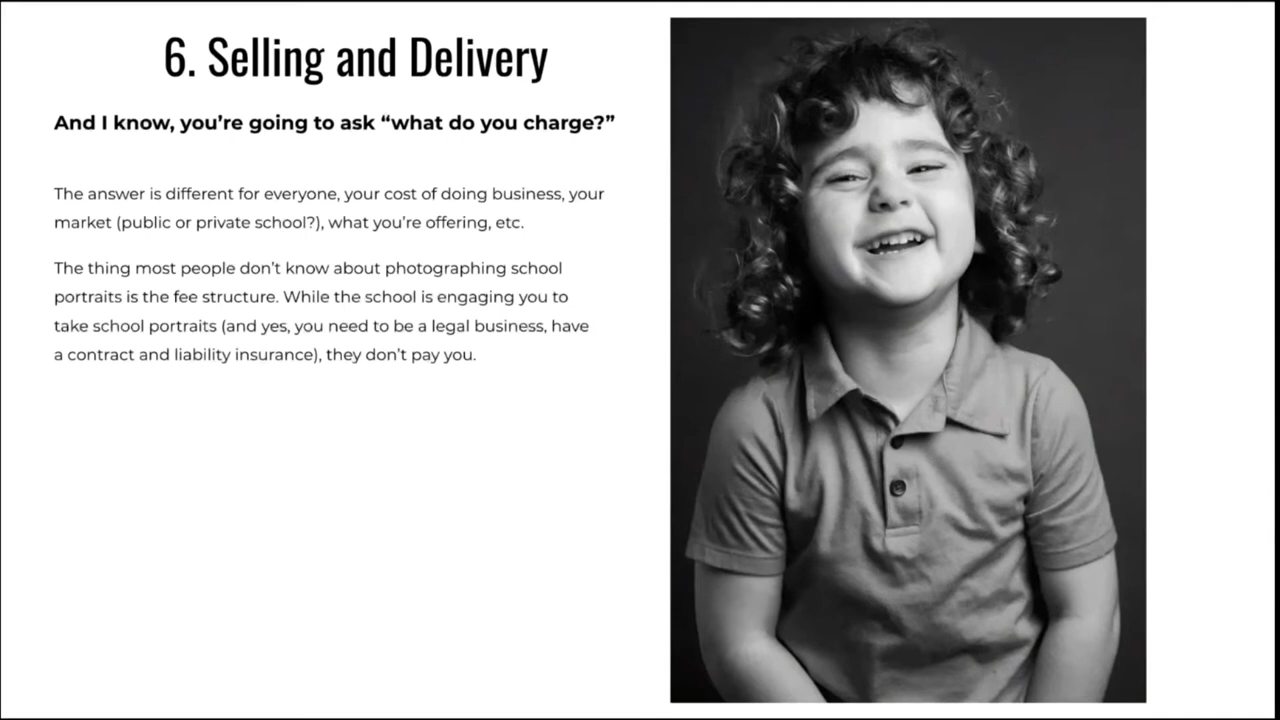 6. Selling and Delivery
And I know, you’re going to ask “what do you charge?”
The answer is different for everyone, your cost of doing business, your
market (public or private school?), what you’re offering, etc.
The thing most people don’t know about photographing school
portraits is the fee structure. While the school is engaging you to
take school portraits (and yes, you need to be a legal business, have
a contract and liability insurance), they don’t pay you.